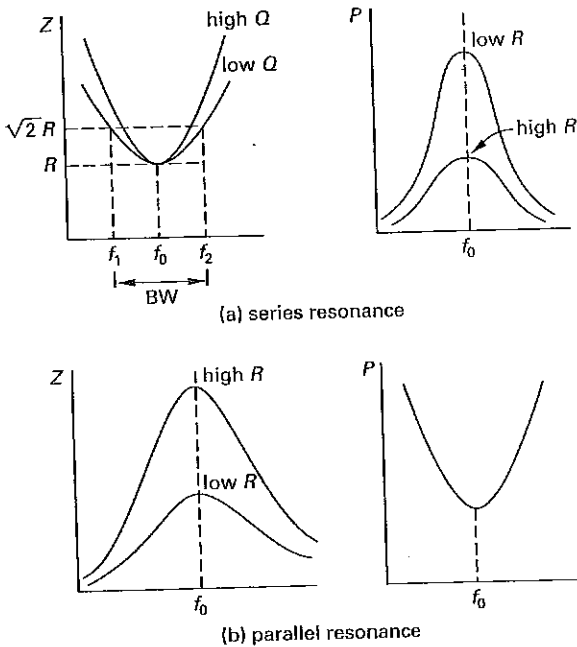 Z
high Q
low Q
√2 R
R
f₁ f₀ f₂
BW
P
low R
high R
f₀
(a) series resonance
Z
high R
low R
f₀
P
f₀
(b) parallel resonance